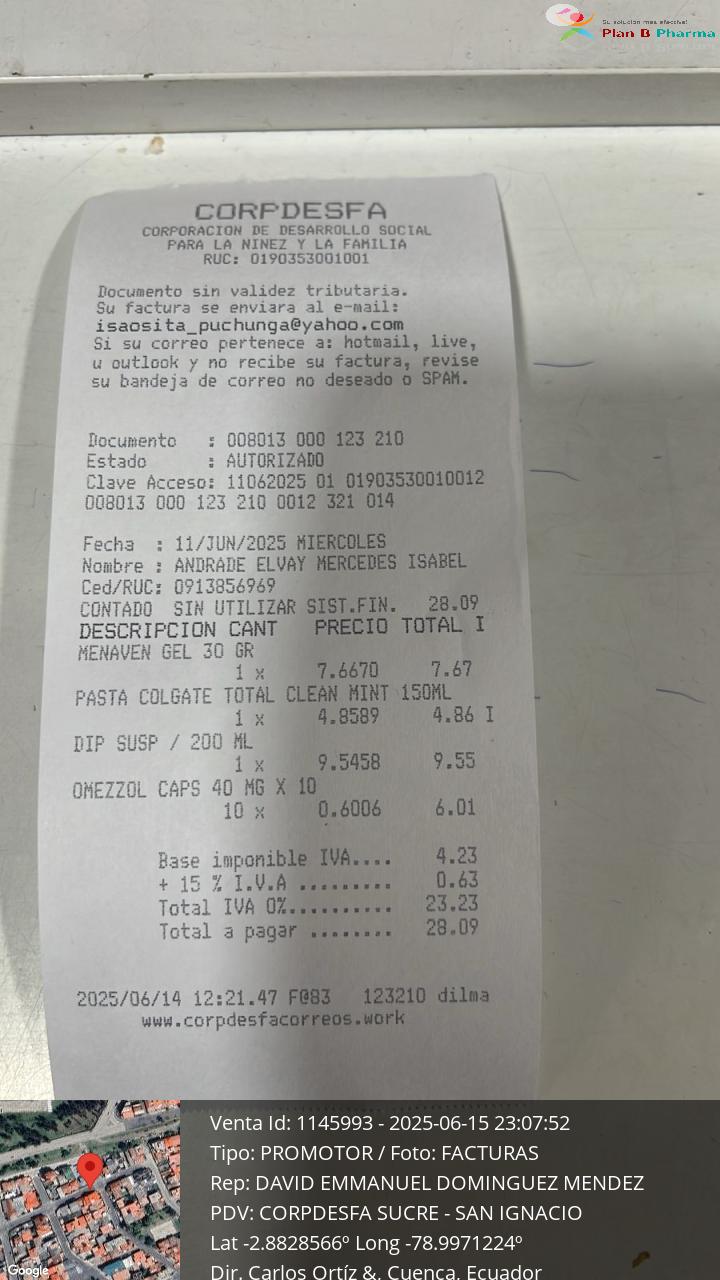 Su solución más efectiva!
Plan B Pharma
CORPDESFA
CORPORACION DE DESARROLLO SOCIAL
PARA LA NINEZ Y LA FAMILIA
RUC: 0190353001001
Documento sin validez tributaria.
Su factura se enviara al e-mail:
isaosita_puchunga@yahoo.com
Si su correo pertenece a: hotmail, live,
u outlook y no recibe su factura, revise
su bandeja de correo no deseado o SPAM.
Documento : 008013 000 123 210
Estado : AUTORIZADO
Clave Acceso: 11062025 01 01903530010012
008013 000 123 210 0012 321 014
Fecha : 11/JUN/2025 MIERCOLES
Nombre : ANDRADE ELVAY MERCEDES ISABEL
Ced/RUC: 0913856969
CONTADO SIN UTILIZAR SIST.FIN. 28.09
DESCRIPCION CANT PRECIO TOTAL I
MENAVEN GEL 30 GR
1 x 7.6670 7.67
PASTA COLGATE TOTAL CLEAN MINT 150ML
1 x 4.8589 4.86 I
DIP SUSP / 200 ML
1 x 9.5458 9.55
OMEZZOL CAPS 40 MG X 10
10 x 0.6006 6.01
Base imponible IVA.... 4.23
+ 15 % I.V.A ......... 0.63
Total IVA 0%.......... 23.23
Total a pagar ........ 28.09
2025/06/14 12:21.47 F@83 123210 dilma
www.corpdesfacorreos.work
Venta Id: 1145993 - 2025-06-15 23:07:52
Tipo: PROMOTOR / Foto: FACTURAS
Rep: DAVID EMMANUEL DOMINGUEZ MENDEZ
PDV: CORPDESFA SUCRE - SAN IGNACIO
Lat -2.8828566º Long -78.9971224º
Dir. Carlos Ortíz &, Cuenca, Ecuador
Google